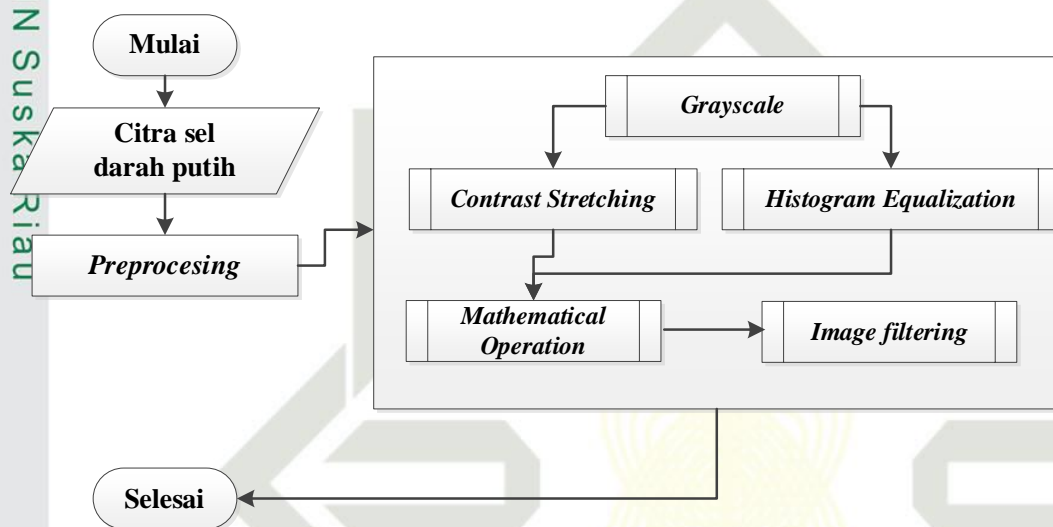 N Suska Riau
Mulai
Citra sel
darah putih
Preprocesing
Grayscale
Contrast Stretching
Histogram Equalization
Mathematical
Operation
Image filtering
Selesai